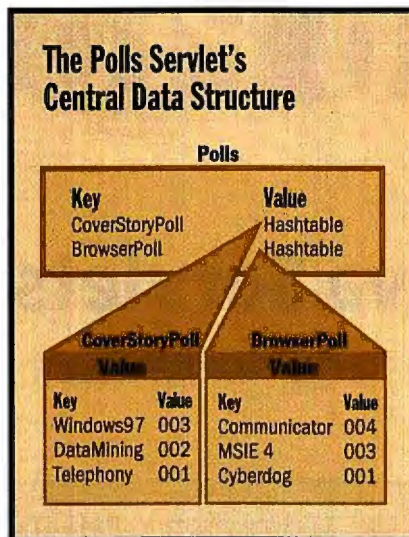 The Polls Servlet's
Central Data Structure
Polls
Key Value
CoverStoryPoll Hashtable
BrowserPoll Hashtable
CoverStoryPoll
Value
Key Value
Windows97 003
DataMining 002
Telephony 001
BrowserPoll
Value
Key Value
Communicator 004
MSIE 4 003
Cyberdog 001